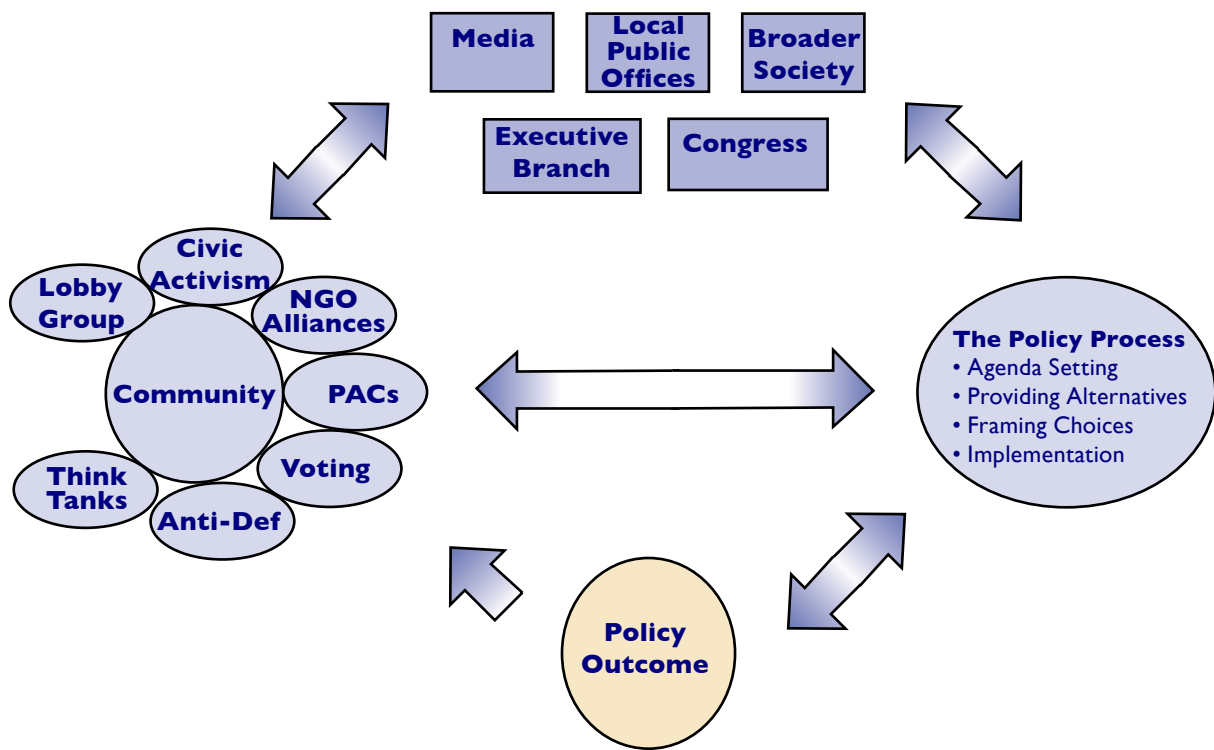 Media
Local
Public
Offices
Broader
Society
Executive
Branch
Congress
Civic
Activism
Lobby
Group
NGO
Alliances
Community
PACs
Voting
Think
Tanks
Anti-Def
The Policy Process
• Agenda Setting
• Providing Alternatives
• Framing Choices
• Implementation
Policy
Outcome